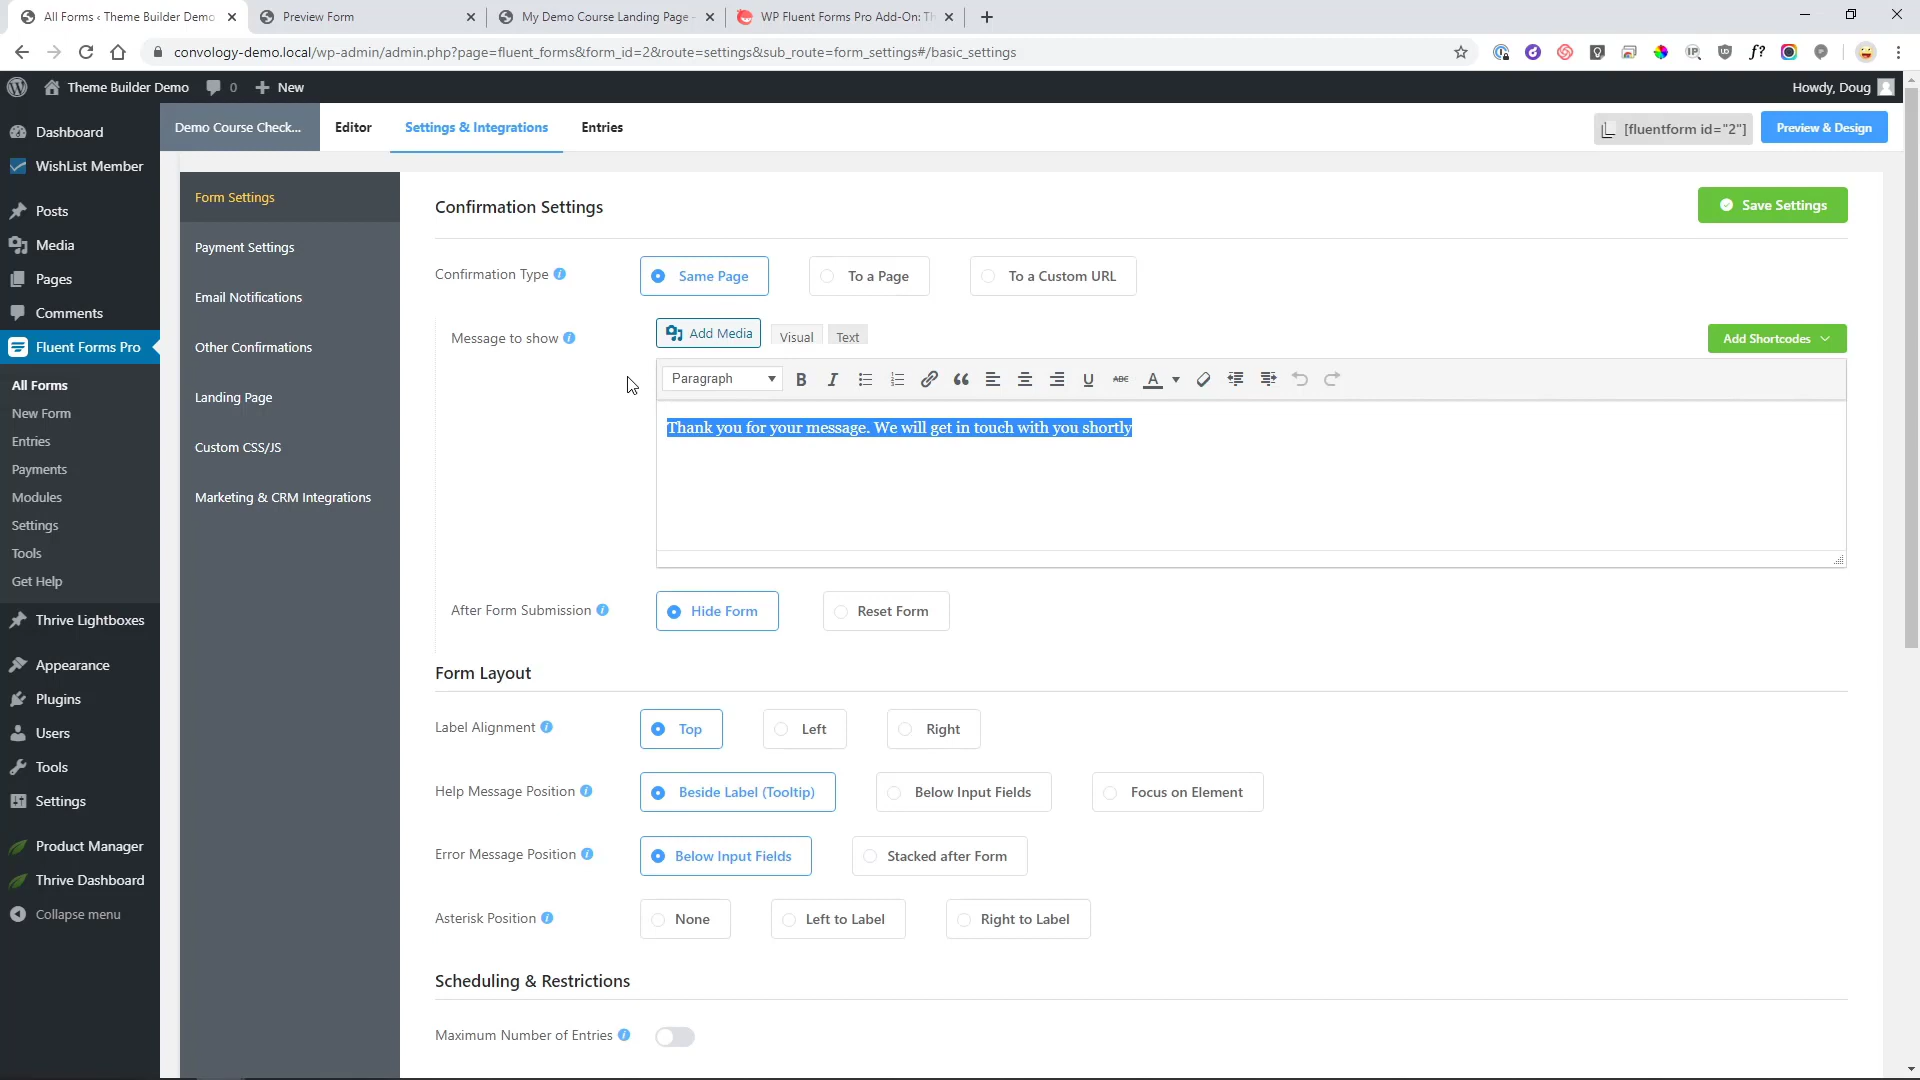 All Forms ‹ Theme Builder Demo
Preview Form
My Demo Course Landing Page -
WP Fluent Forms Pro Add-On: Th
convology-demo.local/wp-admin/admin.php?page=fluent_forms&form_id=2&route=settings&sub_route=form_settings#/basic_settings
Theme Builder Demo
0
New
Howdy, Doug
Dashboard
WishList Member
Posts
Media
Pages
Comments
Fluent Forms Pro
All Forms
New Form
Entries
Payments
Modules
Settings
Tools
Get Help
Thrive Lightboxes
Appearance
Plugins
Users
Tools
Settings
Product Manager
Thrive Dashboard
Collapse menu
Demo Course Check...
Editor
Settings & Integrations
Entries
[fluentform id="2"]
Preview & Design
Form Settings
Payment Settings
Email Notifications
Other Confirmations
Landing Page
Custom CSS/JS
Marketing & CRM Integrations
Confirmation Settings
Save Settings
Confirmation Type
Same Page
To a Page
To a Custom URL
Message to show
Add Media
Visual
Text
Add Shortcodes
Paragraph
Thank you for your message. We will get in touch with you shortly
After Form Submission
Hide Form
Reset Form
Form Layout
Label Alignment
Top
Left
Right
Help Message Position
Beside Label (Tooltip)
Below Input Fields
Focus on Element
Error Message Position
Below Input Fields
Stacked after Form
Asterisk Position
None
Left to Label
Right to Label
Scheduling & Restrictions
Maximum Number of Entries